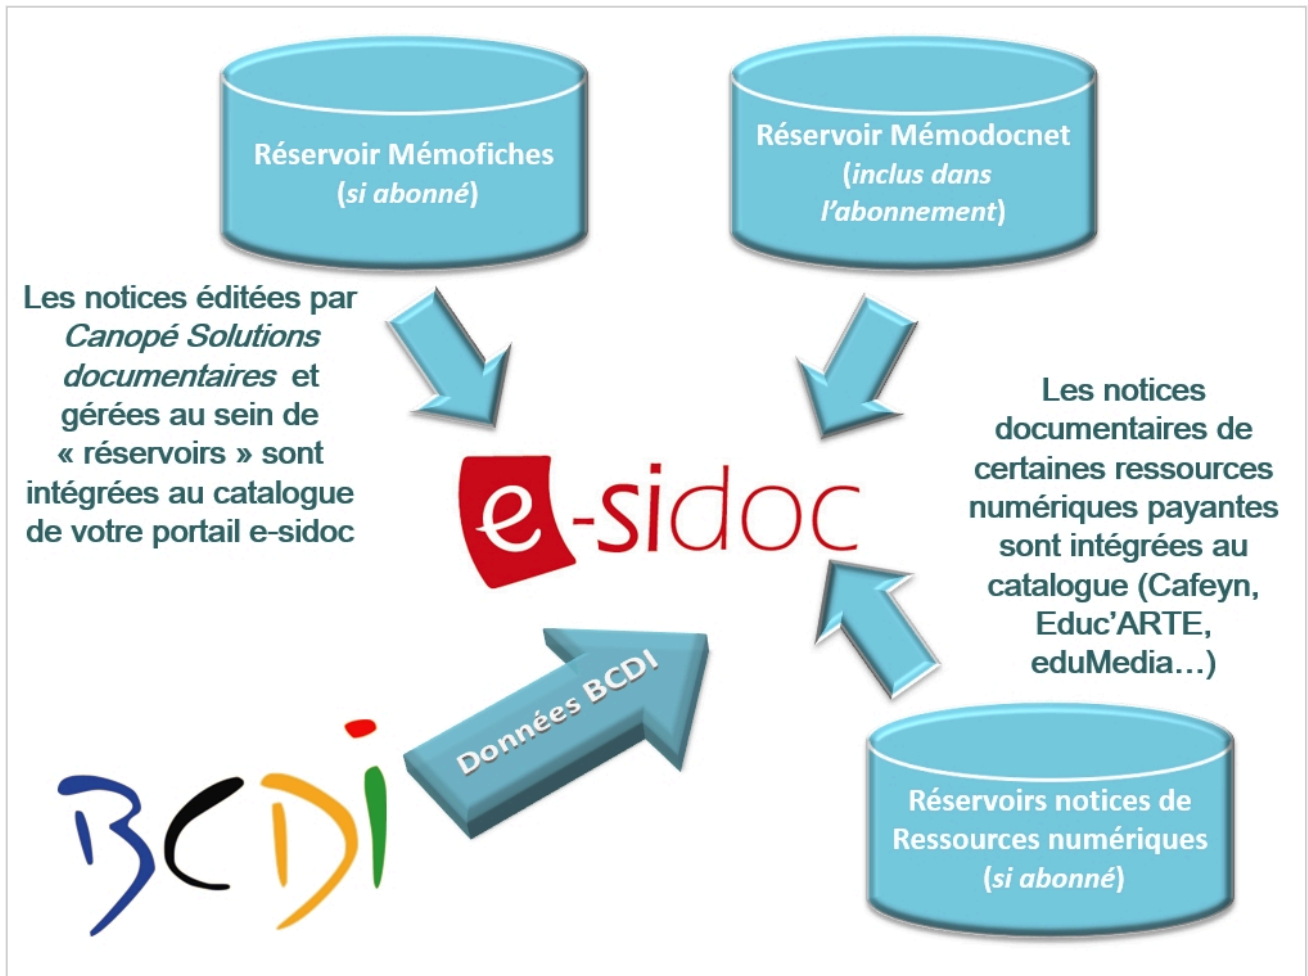 Réservoir Mémofiches
(si abonné)
Réservoir Mémodocnet
(inclus dans
l'abonnement)
Les notices éditées par
Canopé Solutions
documentaires et
gérées au sein de
« réservoirs » sont
intégrées au catalogue
de votre portail e-sidoc
e-sidoc
Les notices
documentaires de
certaines ressources
numériques payantes
sont intégrées au
catalogue (Cafeyn,
Educ'ARTE,
eduMedia...)
Données BCDI
BCDI
Réservoirs notices de
Ressources numériques
(si abonné)